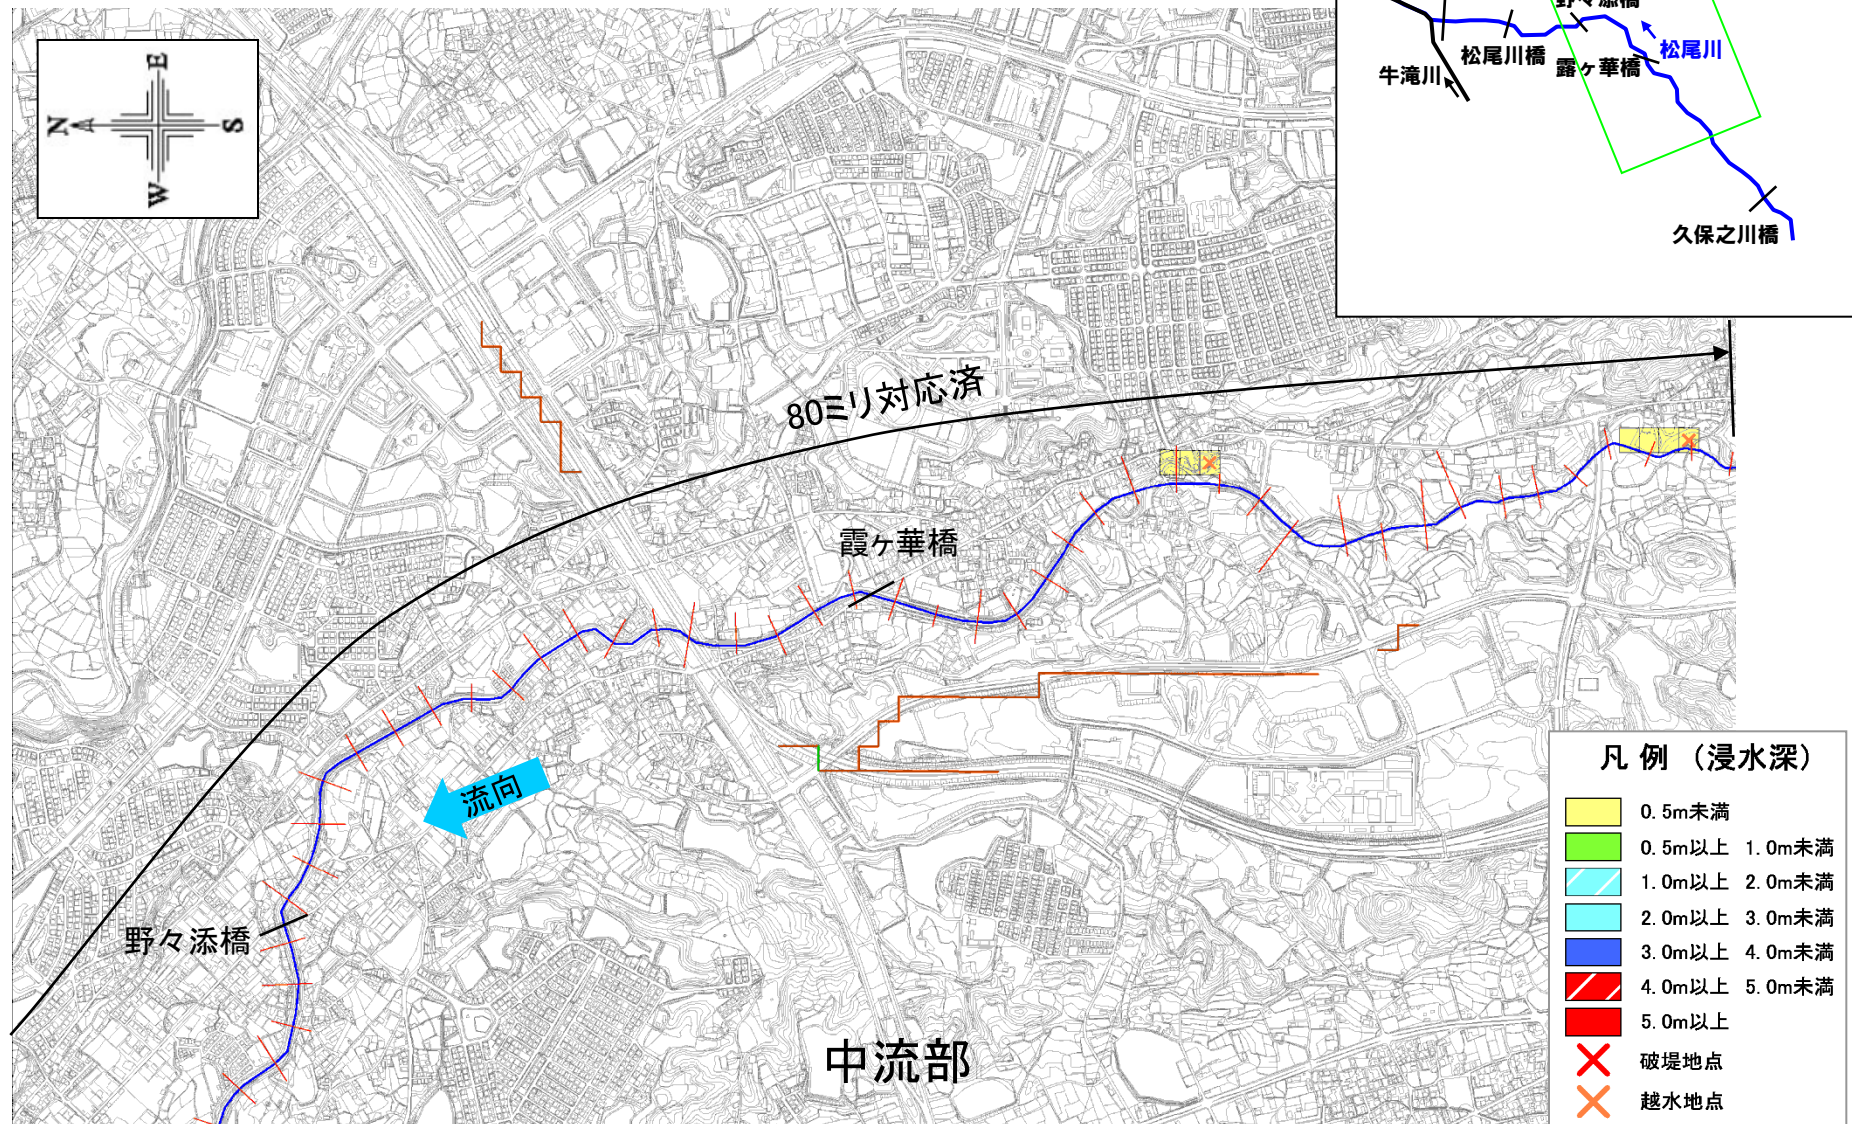 N
E
S
W
野々添橋
松尾川橋
露ヶ華橋
松尾川
牛滝川
久保之川橋
80ミリ対応済
霞ヶ華橋
流向
野々添橋
中流部
凡 例 （浸水深）
0.5m未満
0.5m以上 1.0m未満
1.0m以上 2.0m未満
2.0m以上 3.0m未満
3.0m以上 4.0m未満
4.0m以上 5.0m未満
5.0m以上
破堤地点
越水地点